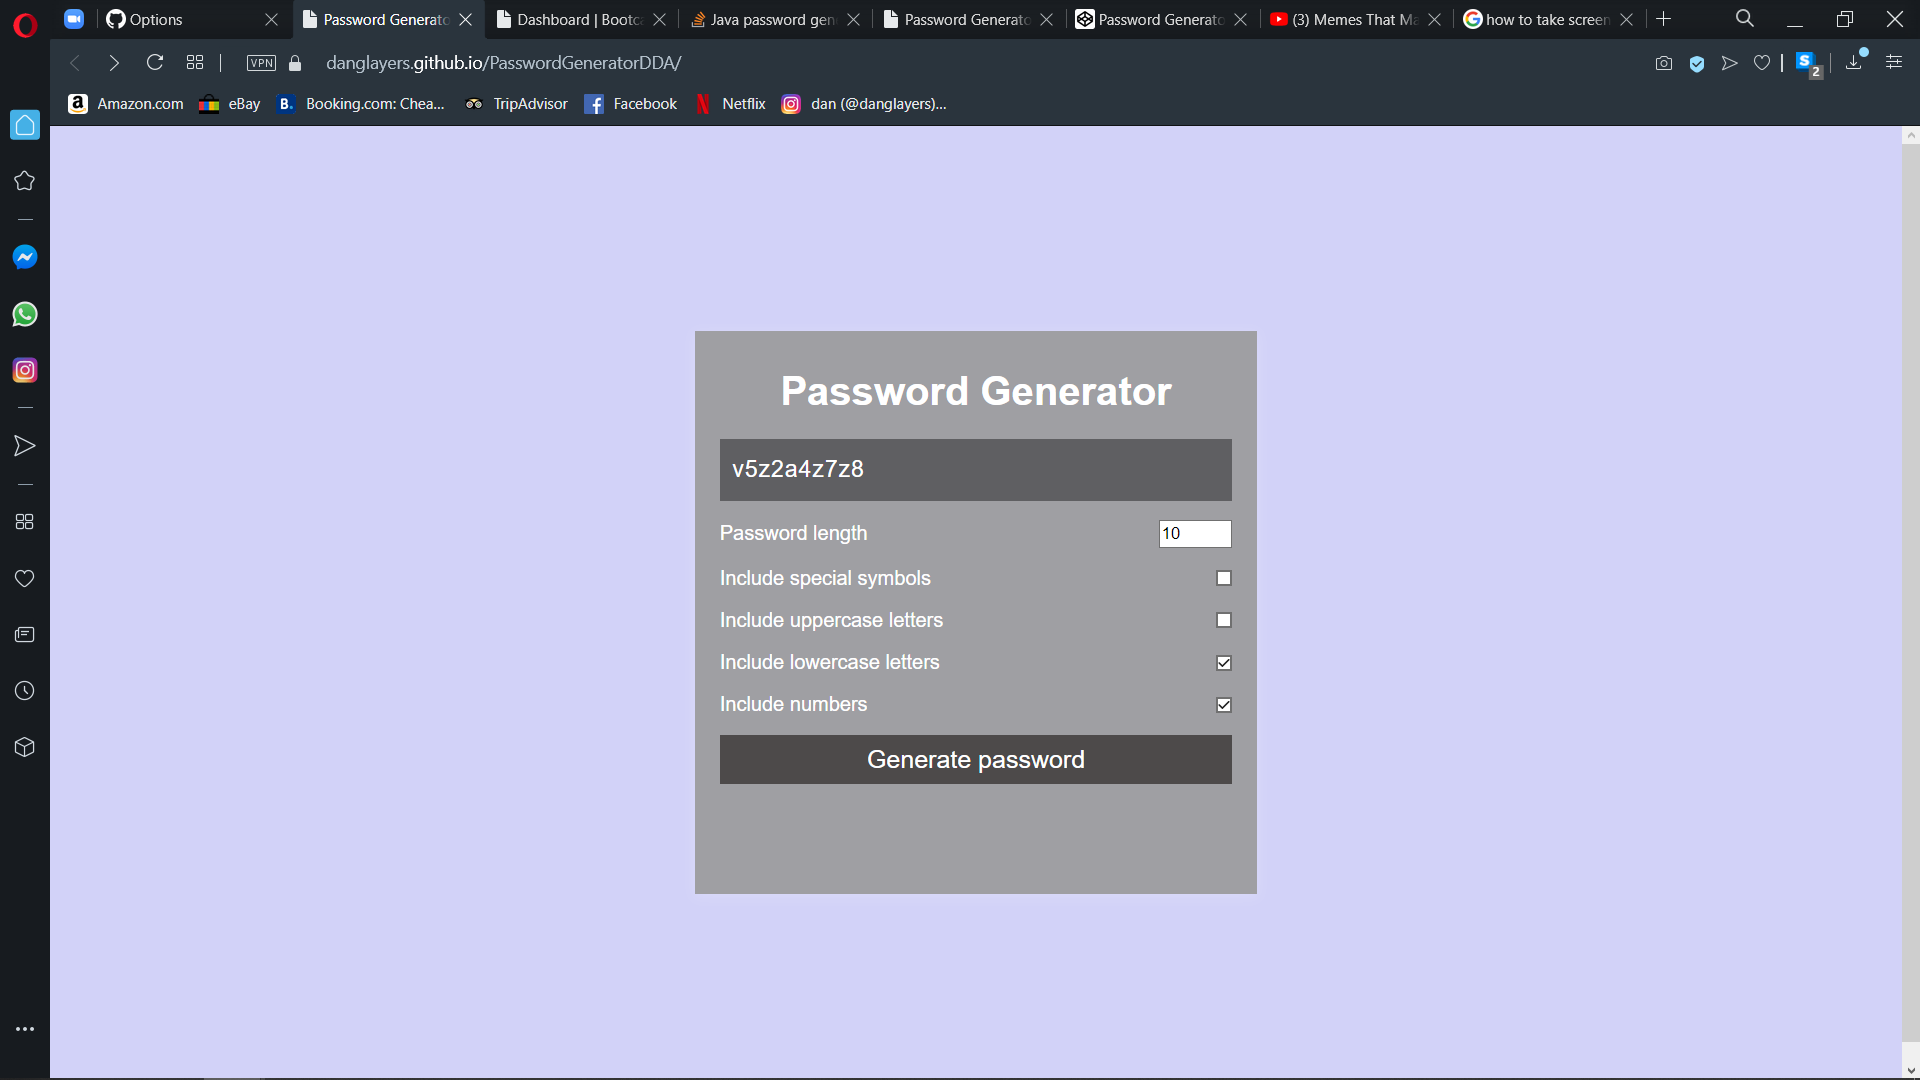 Options
Password Generato
Dashboard | Bootc
Java password gen
Password Generato
Password Generato
(3) Memes That Ma
how to take screen
VPN
danglayers.github.io/PasswordGeneratorDDA/
S
2
a
Amazon.com
eBay
B.
Booking.com: Chea...
TripAdvisor
Facebook
Netflix
dan (@danglayers)...
Password Generator
v5z2a4z7z8
Password length
10
Include special symbols
Include uppercase letters
Include lowercase letters
Include numbers
Generate password